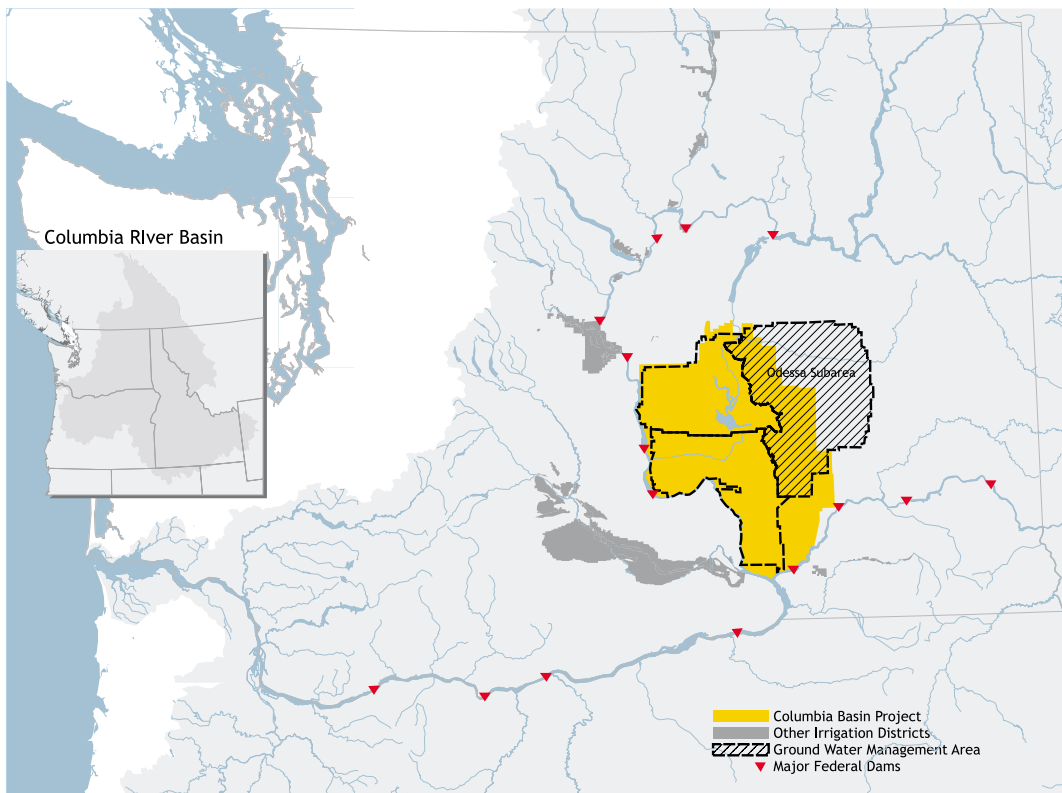 Columbia RIver Basin
Odessa Subarea
Columbia Basin Project
Other Irrigation Districts
Ground Water Management Area
Major Federal Dams